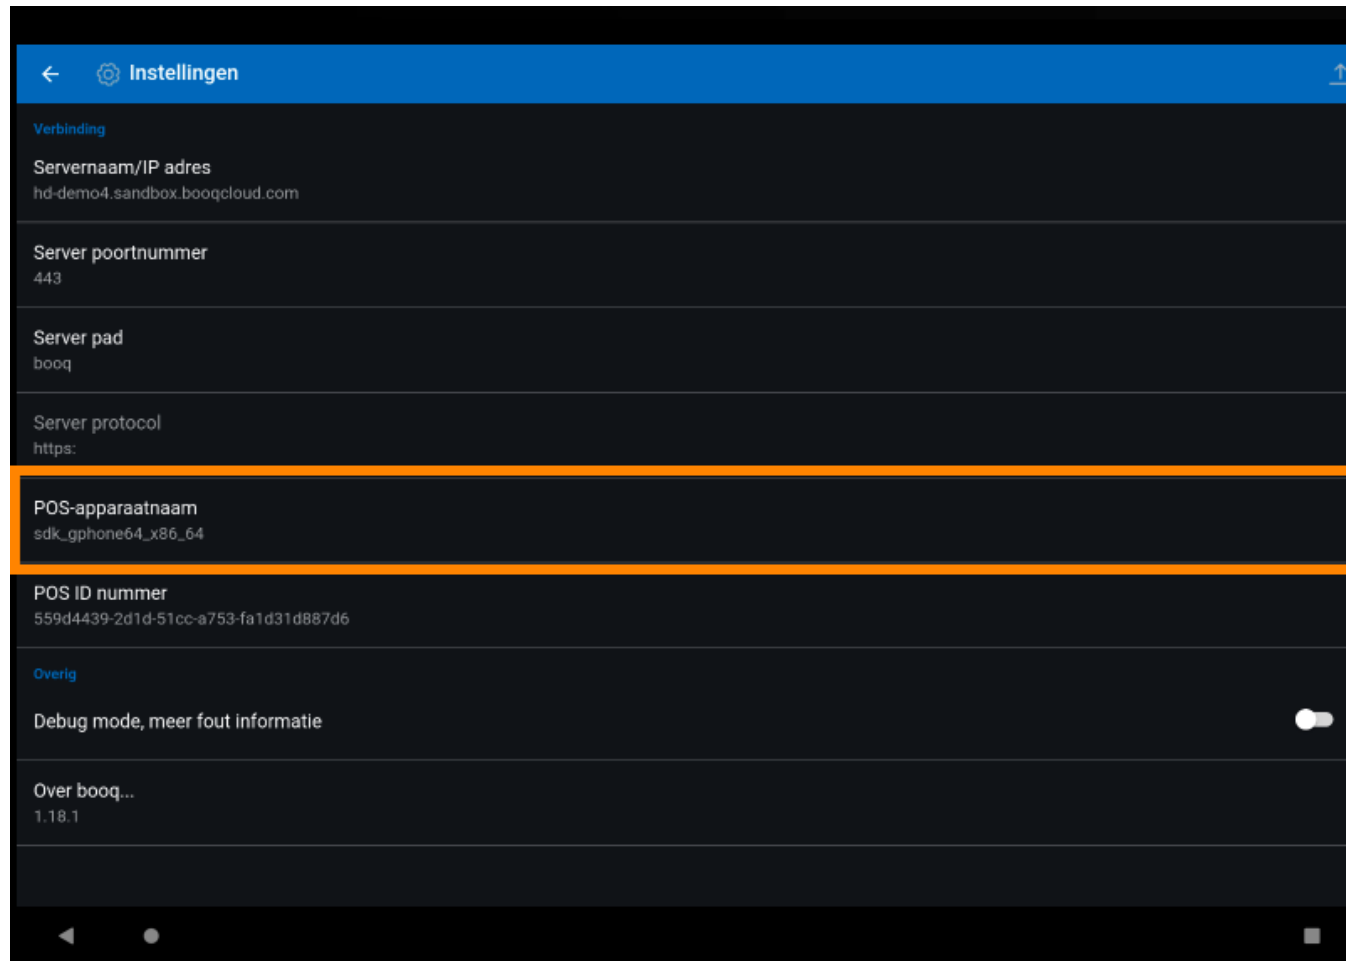 Instellingen
Verbinding
Servernaam/IP adres
hd-demo4.sandbox.booqcloud.com
Server poortnummer
443
Server pad
booq
Server protocol
https:
POS-apparaatnaam
sdk_gphone64_x86_64
POS ID nummer
559d4439-2d1d-51cc-a753-fa1d31d887d6
Overig
Debug mode, meer fout informatie
Over booq...
1.18.1